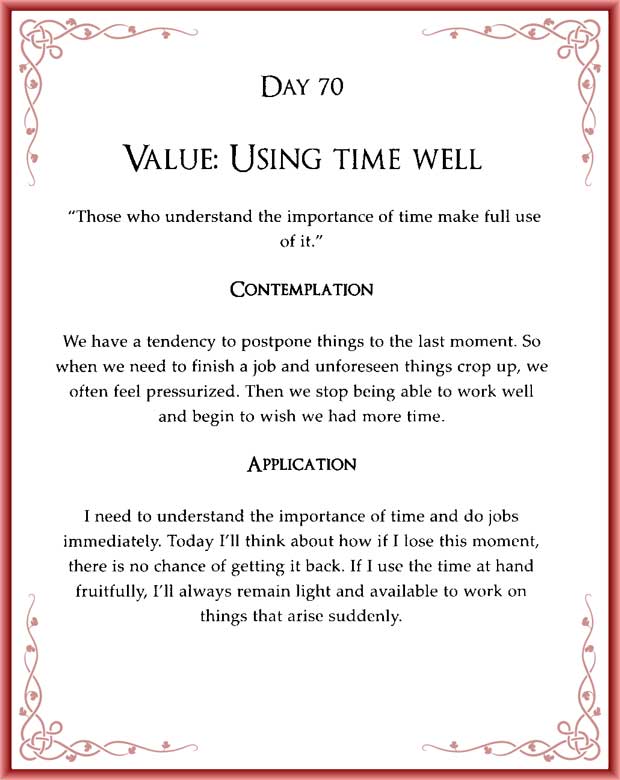 Day 70
Value: Using time well
“Those who understand the importance of time make full use
of it.”
Contemplation
We have a tendency to postpone things to the last moment. So
when we need to finish a job and unforeseen things crop up, we
often feel pressurized. Then we stop being able to work well
and begin to wish we had more time.
Application
I need to understand the importance of time and do jobs
immediately. Today I’ll think about how if I lose this moment,
there is no chance of getting it back. If I use the time at hand
fruitfully, I’ll always remain light and available to work on
things that arise suddenly.